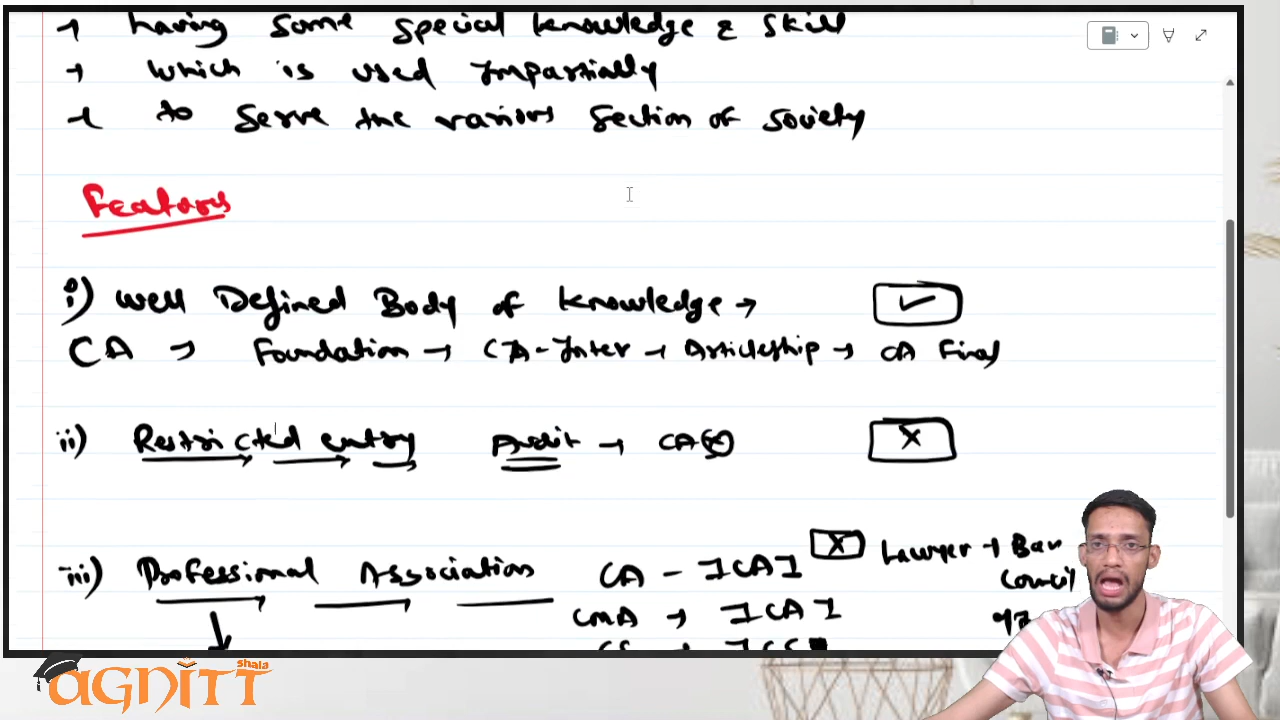 → having some special knowledge & skill
→ which is used Impartially
→ to serve the various section of society
Features
i) Well Defined Body of knowledge →
CA → Foundation → CA-Inter → Articleship → CA Final
ii) Restricted entry Audit → CA
iii) Professional Association CA - ICAI Lawyer → Bar Council
CMA → ICAI
AGNITT shala